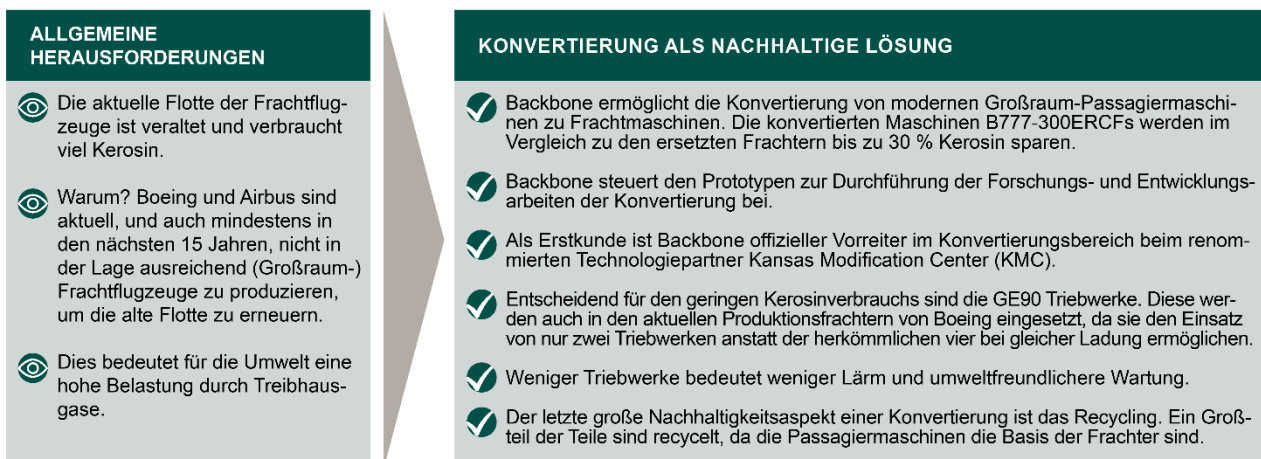 ALLGEMEINE
HERAUSFORDERUNGEN
Die aktuelle Flotte der Frachtflug-
zeuge ist veraltet und verbraucht
viel Kerosin.
Warum? Boeing und Airbus sind
aktuell, und auch mindestens in
den nächsten 15 Jahren, nicht in
der Lage ausreichend (Großraum-)
Frachtflugzeuge zu produzieren,
um die alte Flotte zu erneuern.
Dies bedeutet für die Umwelt eine
hohe Belastung durch Treibhaus-
gase.
KONVERTIERUNG ALS NACHHALTIGE LÖSUNG
Backbone ermöglicht die Konvertierung von modernen Großraum-Passagiermaschi-
nen zu Frachtmaschinen. Die konvertierten Maschinen B777-300ERCFs werden im
Vergleich zu den ersetzten Frachtern bis zu 30 % Kerosin sparen.
Backbone steuert den Prototypen zur Durchführung der Forschungs- und Entwicklungs-
arbeiten der Konvertierung bei.
Als Erstkunde ist Backbone offizieller Vorreiter im Konvertierungsbereich beim renom-
mierten Technologiepartner Kansas Modification Center (KMC).
Entscheidend für den geringen Kerosinverbrauchs sind die GE90 Triebwerke. Diese wer-
den auch in den aktuellen Produktionsfrachtern von Boeing eingesetzt, da sie den Einsatz
von nur zwei Triebwerken anstatt der herkömmlichen vier bei gleicher Ladung ermöglichen.
Weniger Triebwerke bedeutet weniger Lärm und umweltfreundlichere Wartung.
Der letzte große Nachhaltigkeitsaspekt einer Konvertierung ist das Recycling. Ein Groß-
teil der Teile sind recycelt, da die Passagiermaschinen die Basis der Frachter sind.